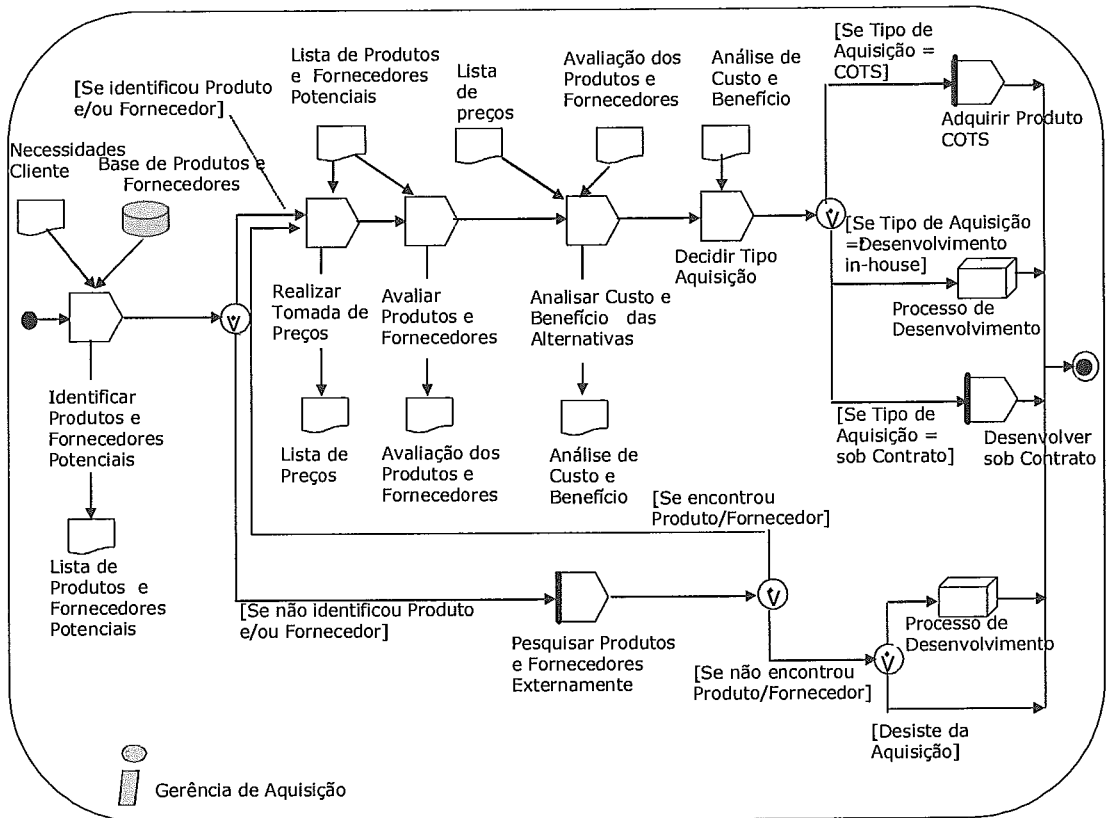 [Se Tipo de
Aquisição =
COTS]
Lista de Produtos
e Fornecedores
Potenciais
Lista
de
preços
Avaliação dos
Produtos e
Fornecedores
Análise de
Custo e
Benefício
[Se identificou Produto
e/ou Fornecedor]
Adquirir Produto
COTS
Necessidades
Cliente
Base de Produtos e
Fornecedores
[Se Tipo de Aquisição
=Desenvolvimento
in-house]
Decidir Tipo
Aquisição
Realizar
Tomada de
Preços
Avaliar
Produtos e
Fornecedores
Analisar Custo e
Benefício das
Alternativas
Processo de
Desenvolvimento
Identificar
Produtos e
Fornecedores
Potenciais
[Se Tipo de
Aquisição =
sob Contrato]
Desenvolver
sob Contrato
Lista de
Preços
Avaliação dos
Produtos e
Fornecedores
Análise de
Custo e
Benefício
[Se encontrou
Produto/Fornecedor]
Lista de
Produtos e
Fornecedores
Potenciais
[Se não identificou Produto
e/ou Fornecedor]
Pesquisar Produtos
e Fornecedores
Externamente
[Se não encontrou
Produto/Fornecedor]
Processo de
Desenvolvimento
[Desiste da
Aquisição]
Gerência de Aquisição